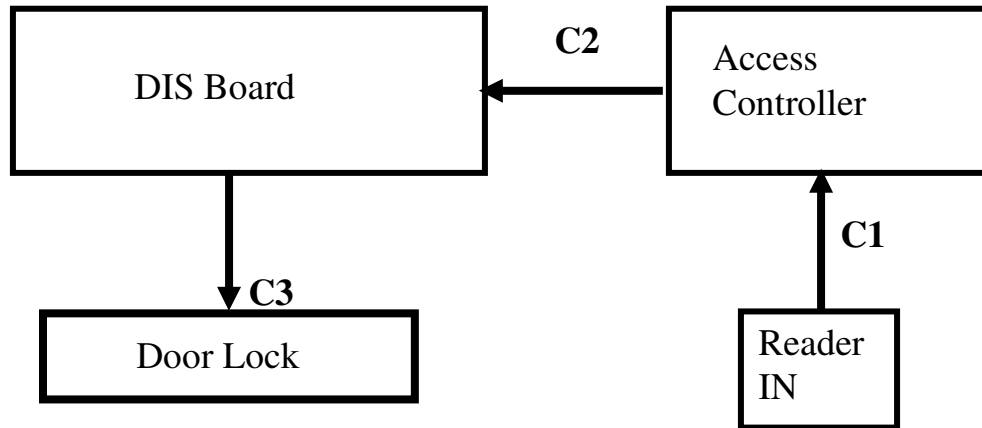 DIS Board
C2
Access
Controller
C1
C3
Door Lock
Reader
IN